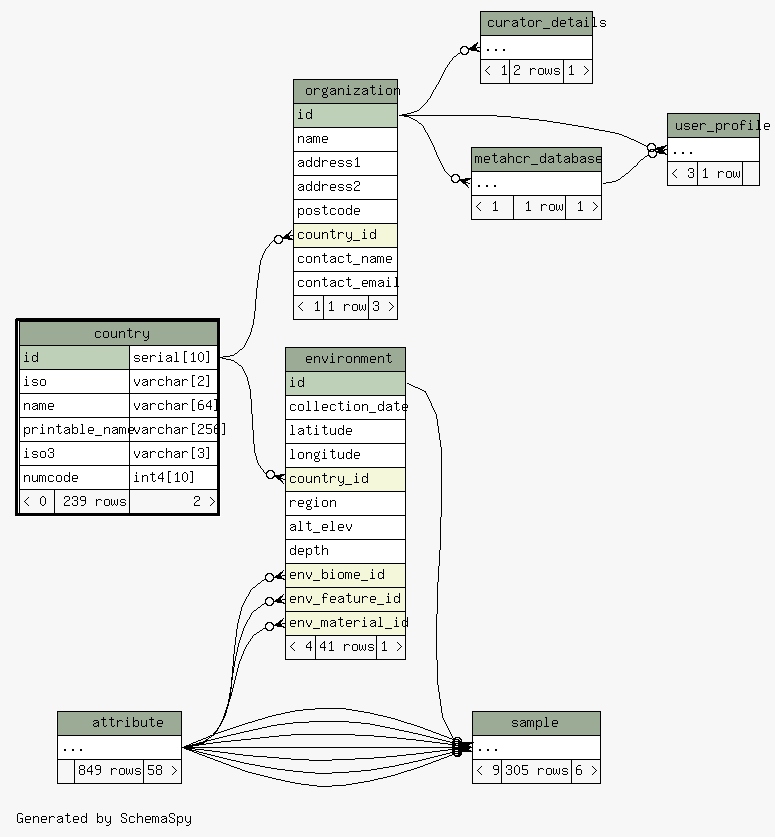 curator_details
...
< 1 2 rows 1 >
organization
id
name
address1
address2
postcode
country_id
contact_name
contact_email
< 1 1 row 3 >
user_profile
...
< 3 1 row
metahcr_database
...
< 1 1 row 1 >
country
id serial[10]
iso varchar[2]
name varchar[64]
printable_name varchar[256]
iso3 varchar[3]
numcode int4[10]
< 0 239 rows 2 >
environment
id
collection_date
latitude
longitude
country_id
region
alt_elev
depth
env_biome_id
env_feature_id
env_material_id
< 4 41 rows 1 >
attribute
...
849 rows 58 >
sample
...
< 9 305 rows 6 >
Generated by SchemaSpy